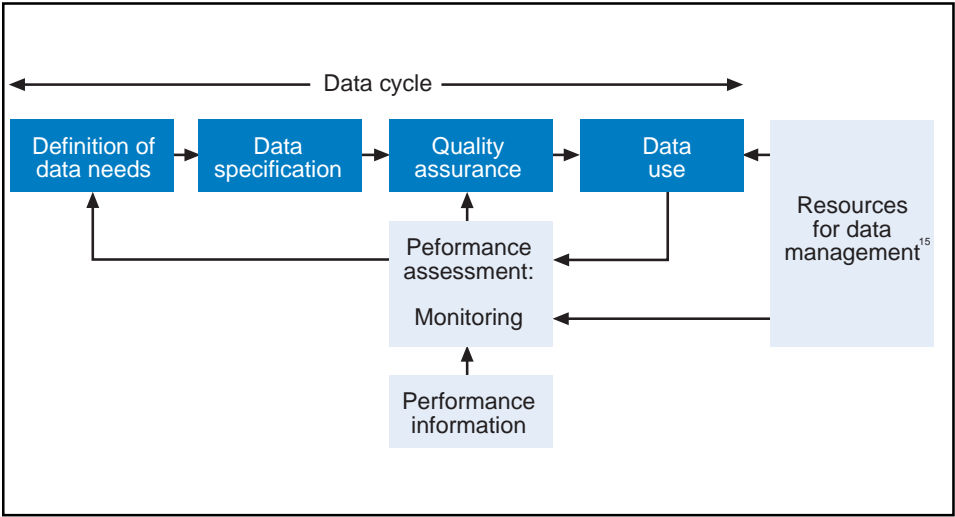 Data cycle
Definition of
data needs
Data
specification
Quality
assurance
Data
use
Resources
for data
management15
Peformance
assessment:
Monitoring
Performance
information